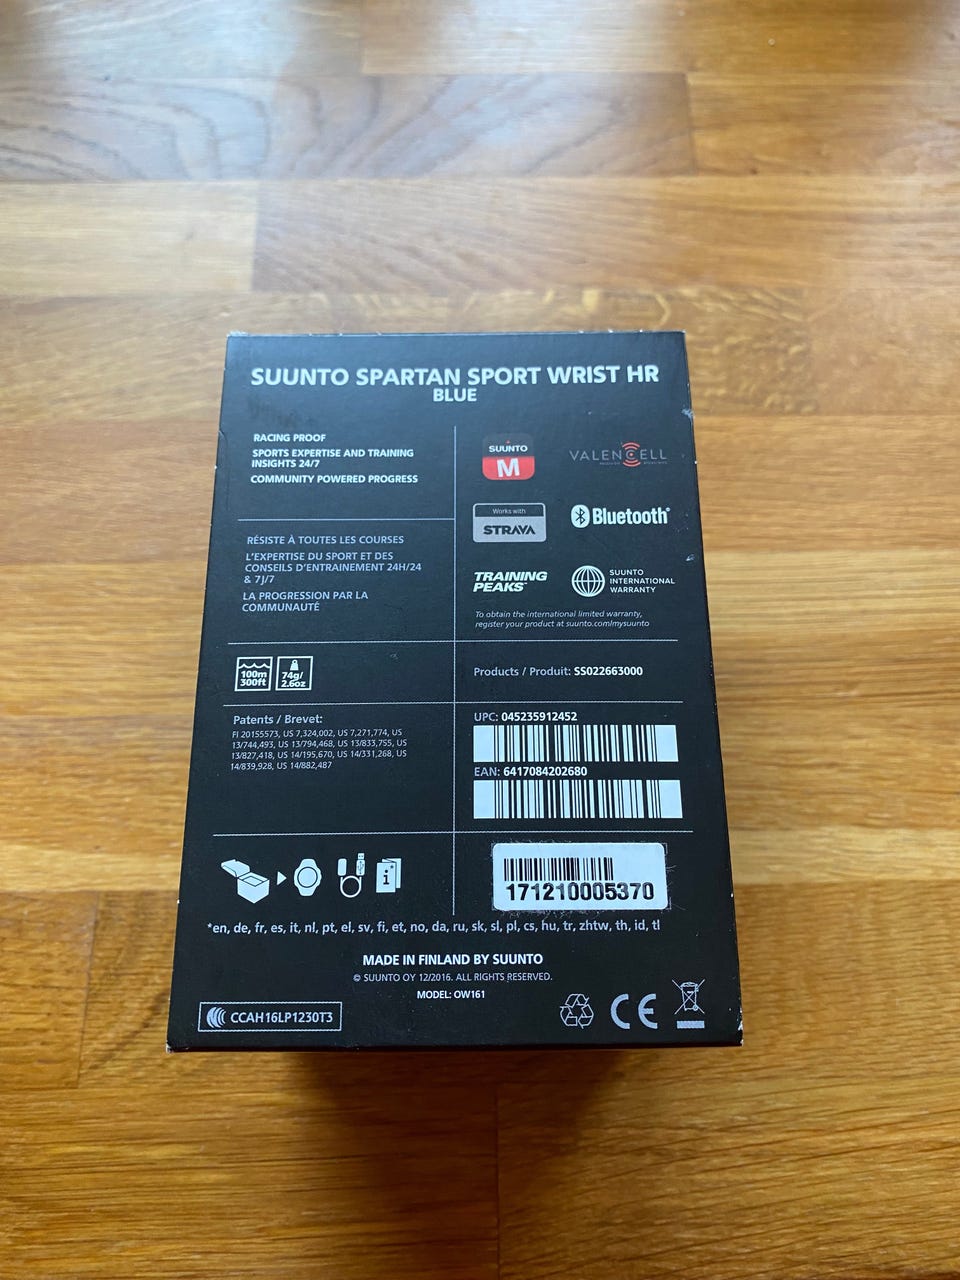 SUUNTO SPARTAN SPORT WRIST HR
BLUE
RACING PROOF
SPORTS EXPERTISE AND TRAINING
INSIGHTS 24/7
COMMUNITY POWERED PROGRESS
RÉSISTE À TOUTES LES COURSES
L'EXPERTISE DU SPORT ET DES
CONSEILS D'ENTRAINEMENT 24H/24
& 7J/7
LA PROGRESSION PAR LA
COMMUNAUTÉ
SUUNTO
M
VALENCELL
Works with
STRAVA
Bluetooth®
TRAINING
PEAKS™
SUUNTO
INTERNATIONAL
WARRANTY
To obtain the international limited warranty,
register your product at suunto.com/mysuunto
100m
300ft
74g/
2.6oz
Products / Produit: SS022663000
Patents / Brevet:
FI 20155573, US 7,324,002, US 7,271,774, US
13/744,493, US 13/794,468, US 13/833,755, US
13/827,418, US 14/195,670, US 14/331,268, US
14/839,928, US 14/882,487
UPC: 045235912452
EAN: 6417084202680
i*
171210005370
*en, de, fr, es, it, nl, pt, el, sv, fi, et, no, da, ru, sk, sl, pl, cs, hu, tr, zhtw, th, id, tl
MADE IN FINLAND BY SUUNTO
© SUUNTO OY 12/2016. ALL RIGHTS RESERVED.
MODEL: OW161
CCAH16LP1230T3
CE